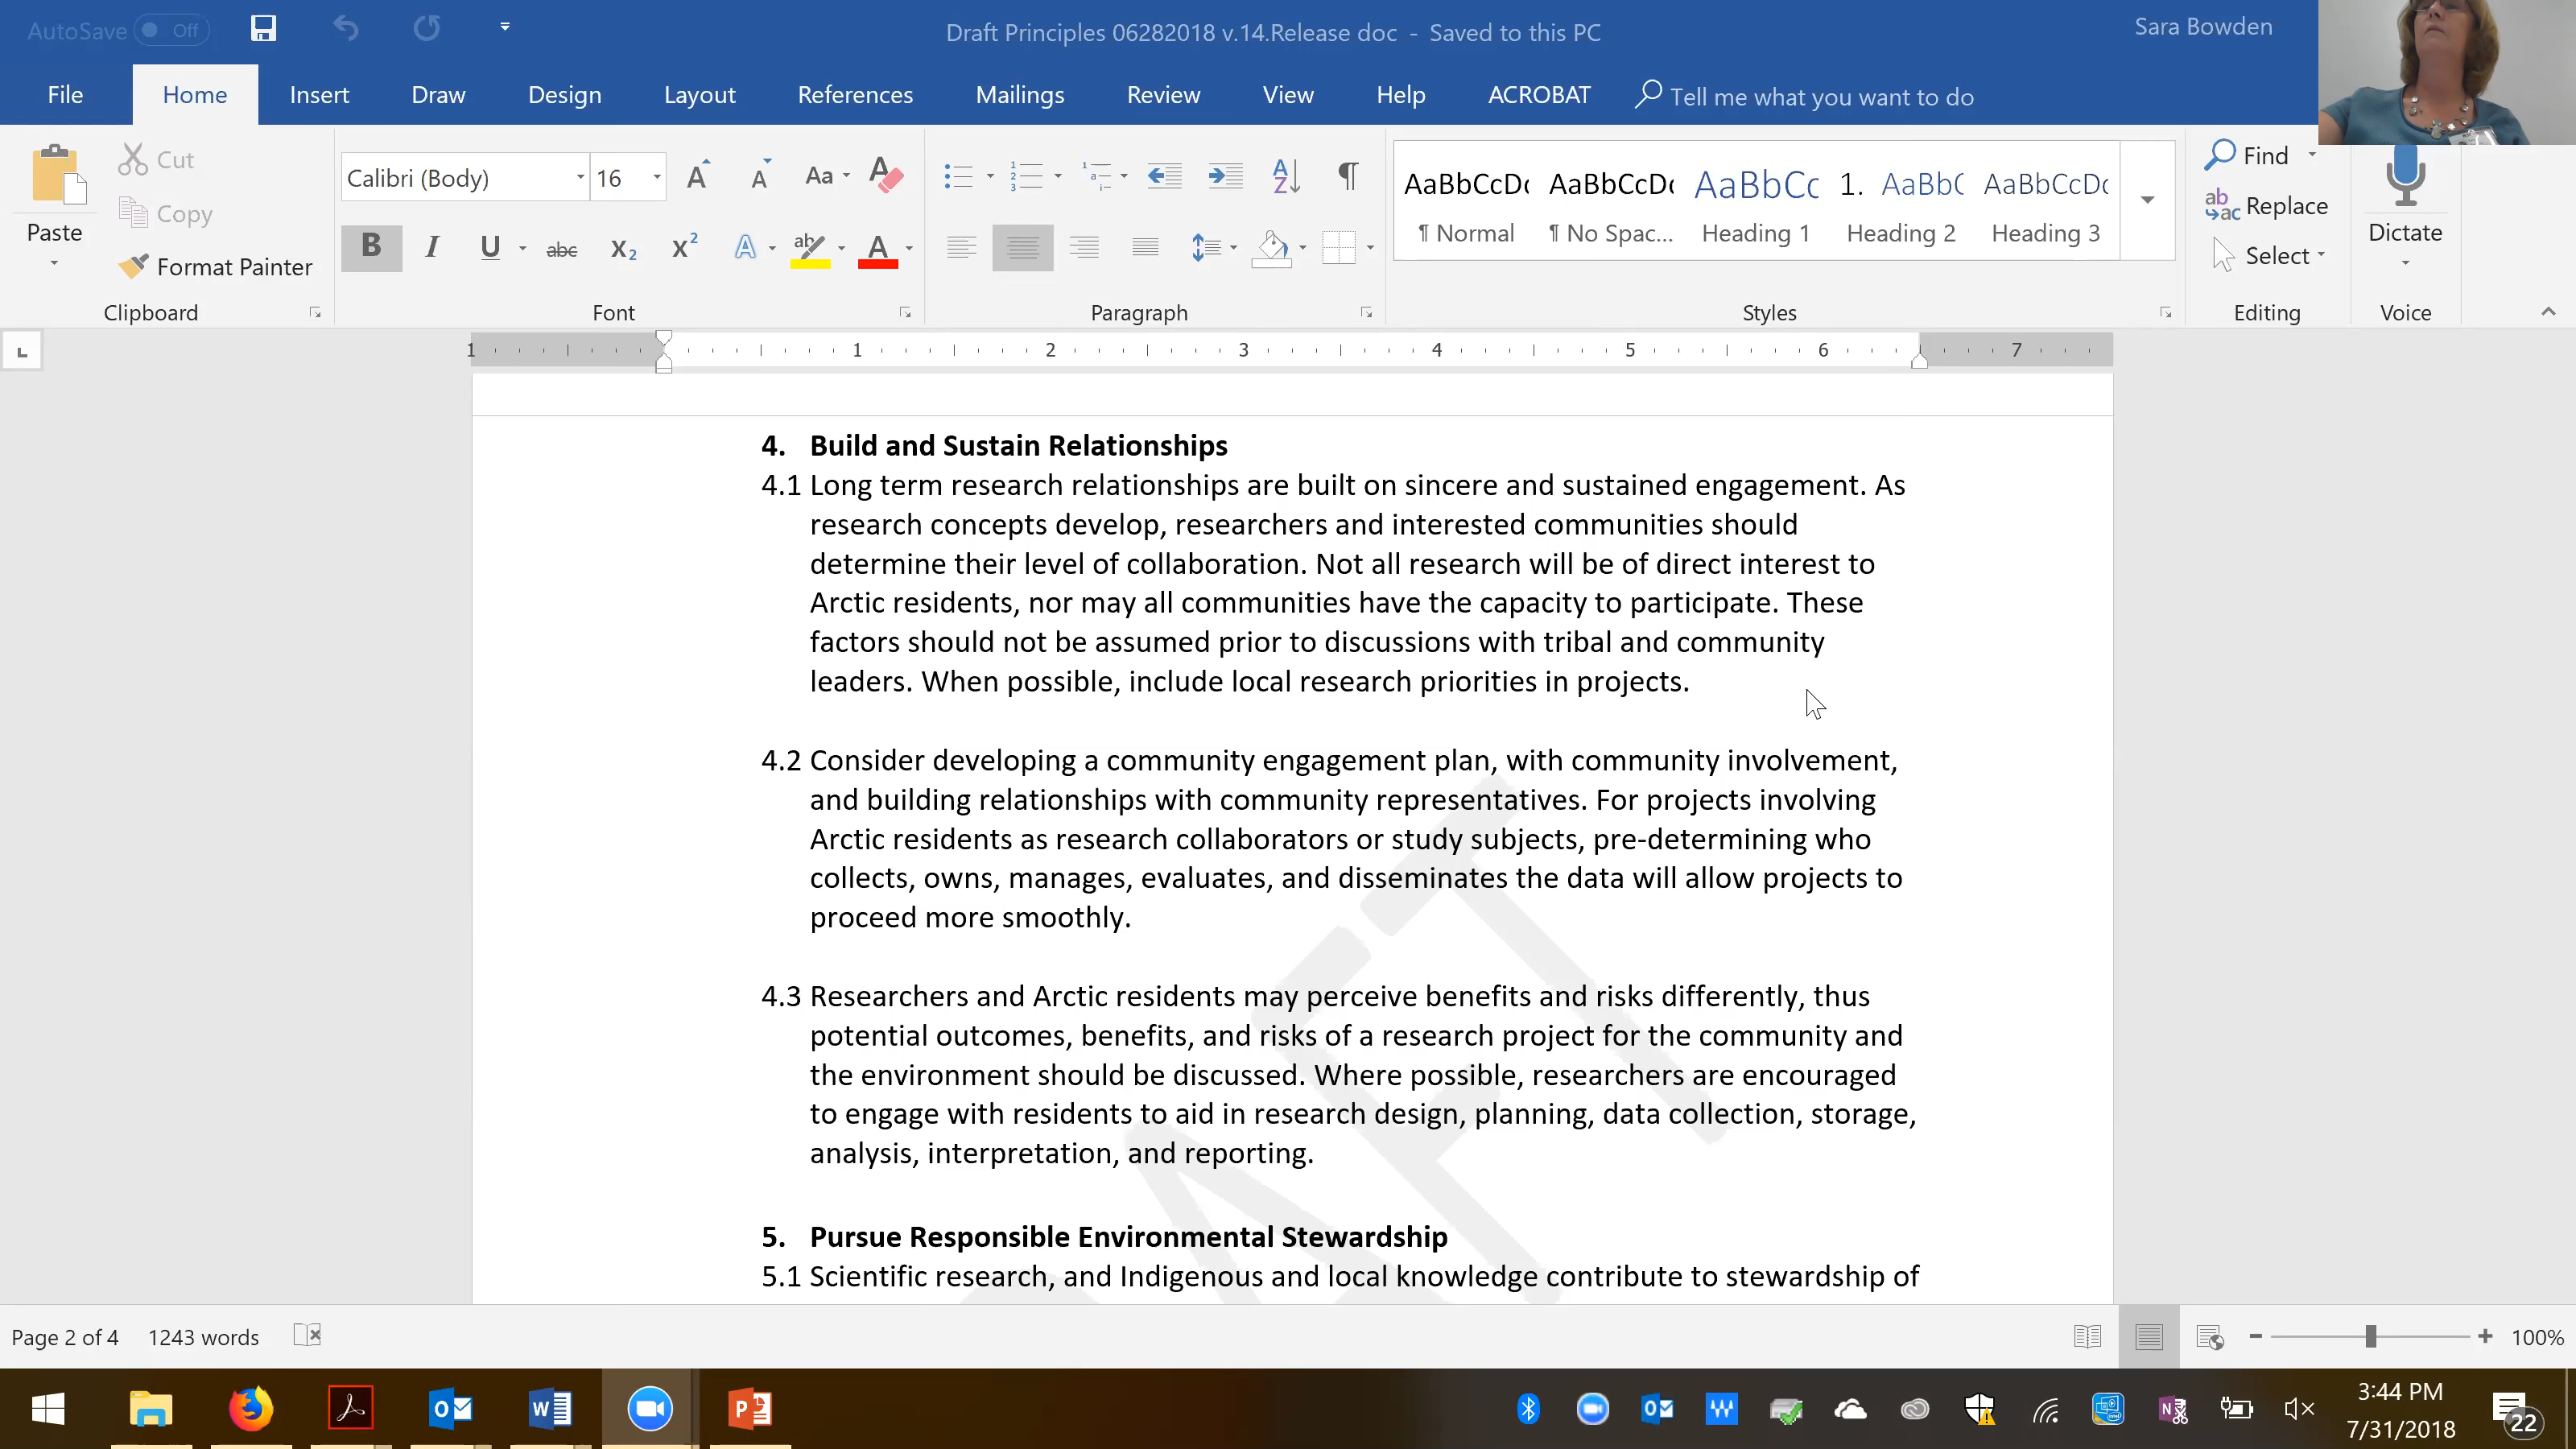 AutoSave Off
Draft Principles 06282018 v.14.Release doc - Saved to this PC
Sara Bowden
File Home Insert Draw Design Layout References Mailings Review View Help ACROBAT Tell me what you want to do
Paste
Cut
Copy
Format Painter
Clipboard
Calibri (Body) 16
Font
Paragraph
AaBbCcDc AaBbCcDc AaBbCc 1. AaBbC AaBbCcDc
¶ Normal ¶ No Spac... Heading 1 Heading 2 Heading 3
Styles
Find
Replace
Select
Editing
Dictate
Voice
1 1 2 3 4 5 6 7
4. Build and Sustain Relationships
4.1 Long term research relationships are built on sincere and sustained engagement. As
research concepts develop, researchers and interested communities should
determine their level of collaboration. Not all research will be of direct interest to
Arctic residents, nor may all communities have the capacity to participate. These
factors should not be assumed prior to discussions with tribal and community
leaders. When possible, include local research priorities in projects.
4.2 Consider developing a community engagement plan, with community involvement,
and building relationships with community representatives. For projects involving
Arctic residents as research collaborators or study subjects, pre-determining who
collects, owns, manages, evaluates, and disseminates the data will allow projects to
proceed more smoothly.
4.3 Researchers and Arctic residents may perceive benefits and risks differently, thus
potential outcomes, benefits, and risks of a research project for the community and
the environment should be discussed. Where possible, researchers are encouraged
to engage with residents to aid in research design, planning, data collection, storage,
analysis, interpretation, and reporting.
5. Pursue Responsible Environmental Stewardship
5.1 Scientific research, and Indigenous and local knowledge contribute to stewardship of
Page 2 of 4 1243 words
100%
3:44 PM
7/31/2018
22